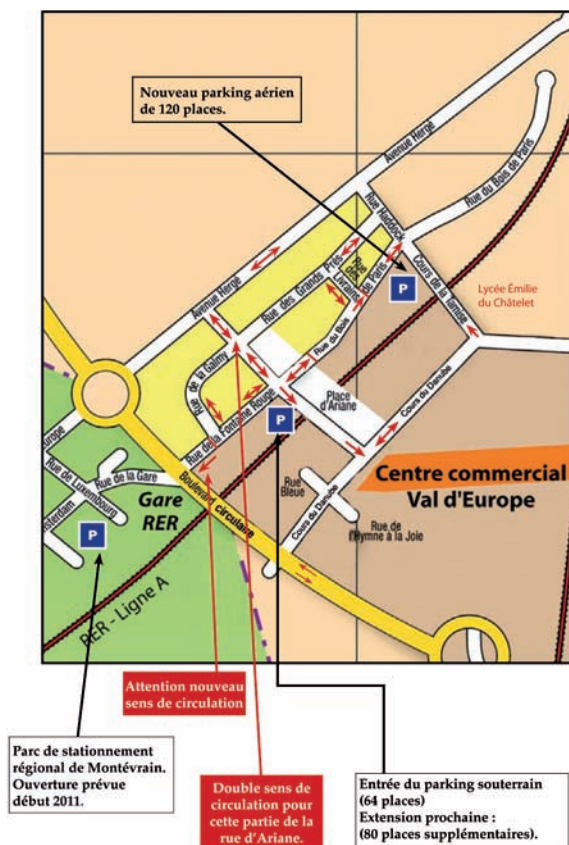 Nouveau parking aérien
de 120 places.
Avenue Hergé
Rue du Bois de Paris
Rue Haddock
Rue des Grands Prés
Rue des
Livrains
de Paris
Cours de la Tamise
Lycée Émilie
du Châtelet
P
Avenue Hergé
Rue du Bois
Rue de la Galmy
Place
d'Ariane
Cours du Danube
Rue de la Fontaine Rouge
P
Europe
Rue de Luxembourg
Rue de la Gare
Gare
RER
Boulevard circulaire
Rue
Bleue
Centre commercial
Val d'Europe
Cours du Danube
Rue de
l'Hymne à la Joie
P
RER - Ligne A
Attention nouveau
sens de circulation
Parc de stationnement
régional de Montévrain.
Ouverture prévue
début 2011.
Double sens de
circulation pour
cette partie de la
rue d'Ariane.
Entrée du parking souterrain
(64 places)
Extension prochaine :
(80 places supplémentaires).